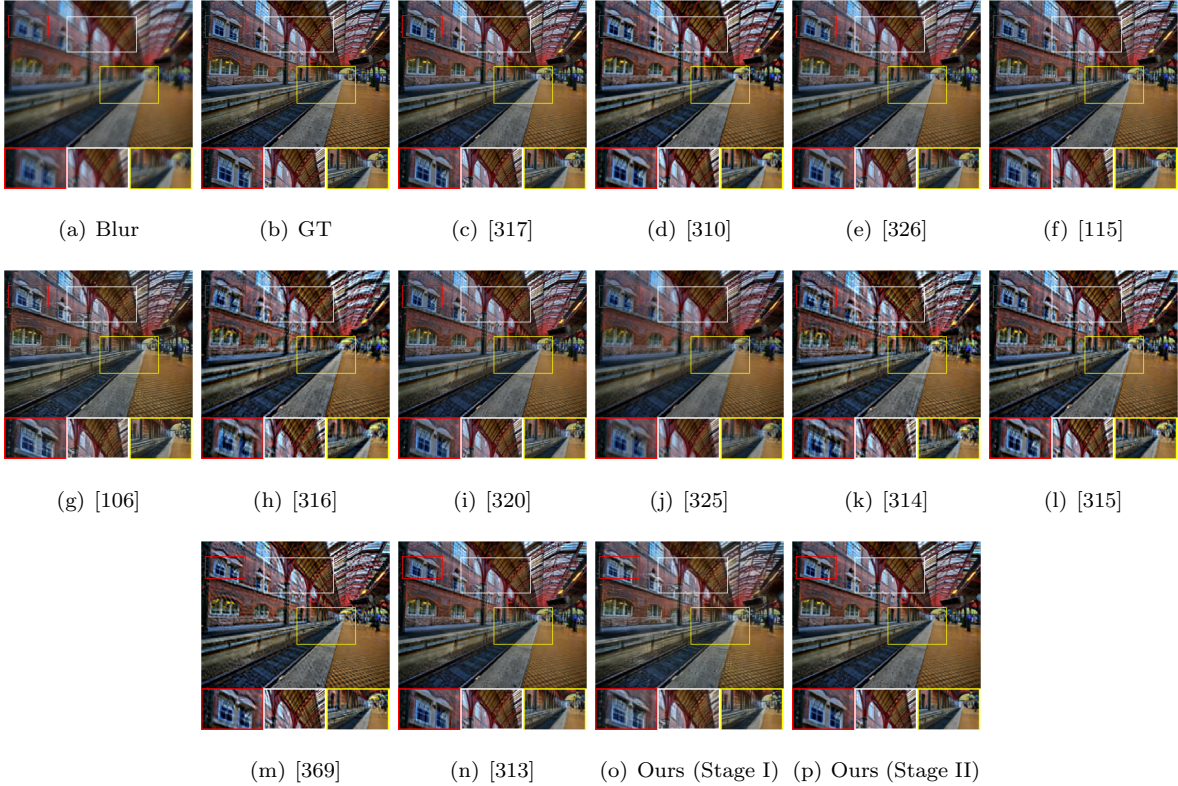 (a) Blur (b) GT (c) [317] (d) [310] (e) [326] (f) [115]
(g) [106] (h) [316] (i) [320] (j) [325] (k) [314] (l) [315]
(m) [369] (n) [313] (o) Ours (Stage I) (p) Ours (Stage II)